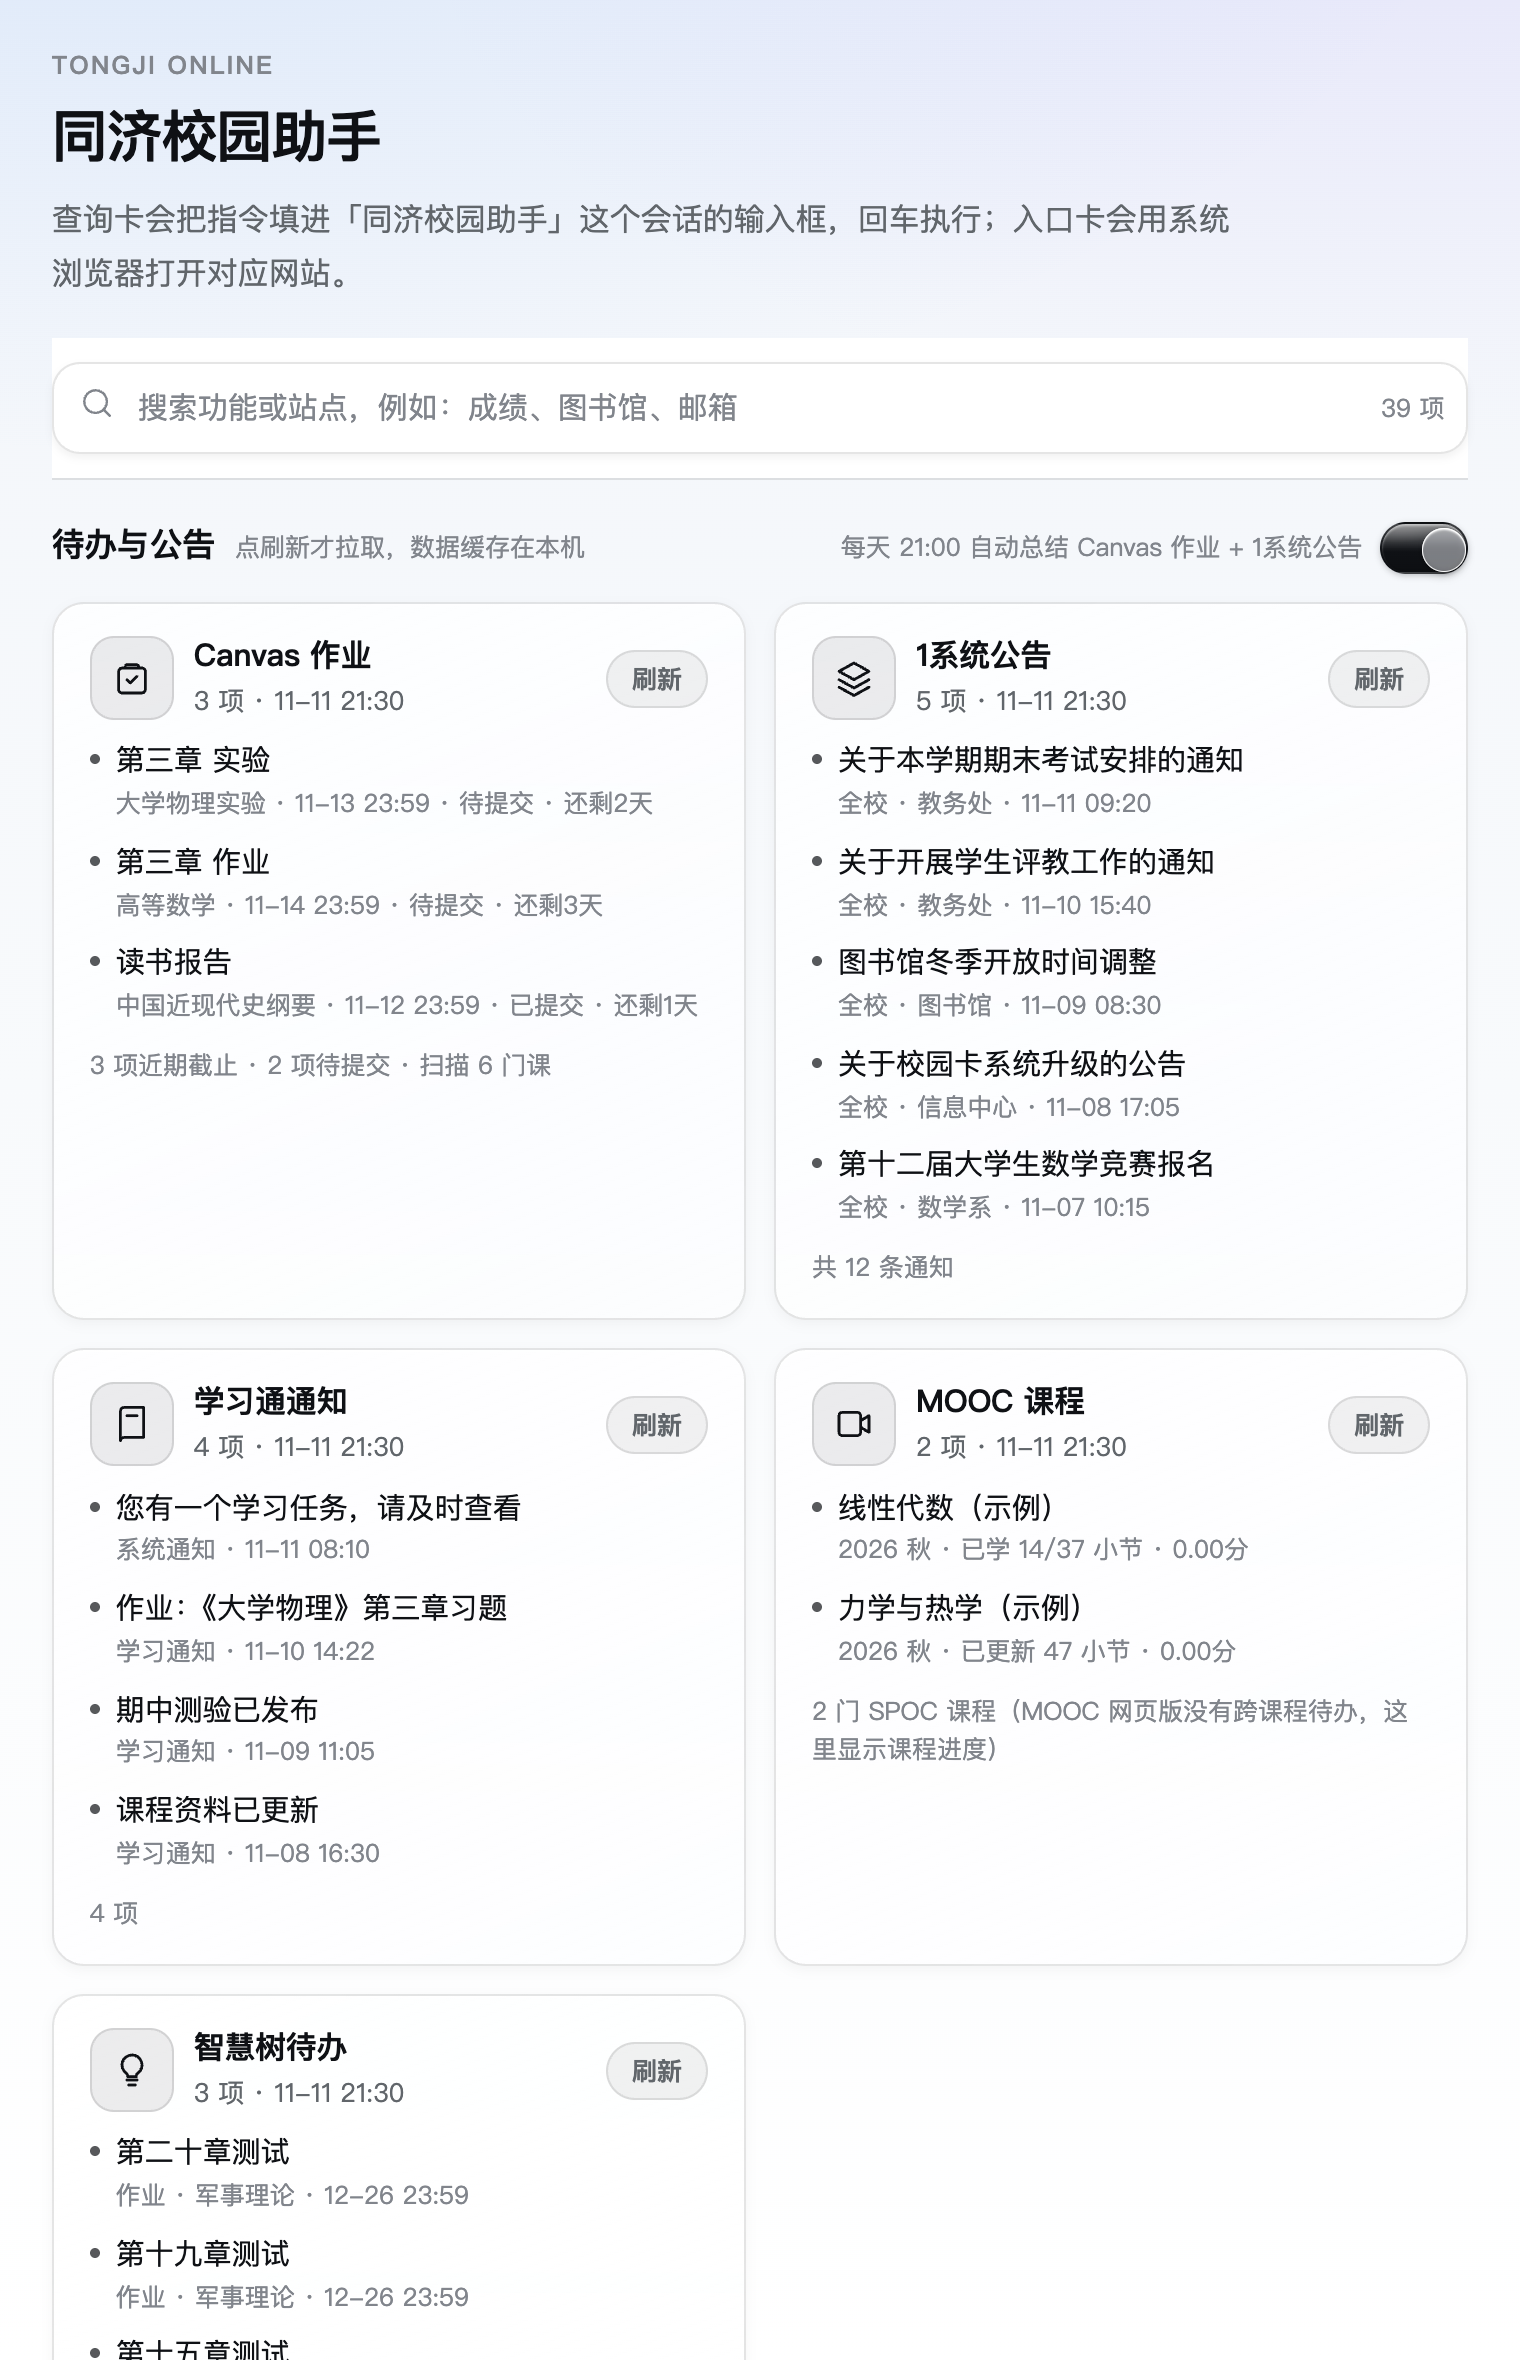 TONGJI ONLINE
同济校园助手
查询卡会把指令填进「同济校园助手」这个会话的输入框，回车执行；入口卡会用系统
浏览器打开对应网站。
搜索功能或站点，例如：成绩、图书馆、邮箱
39 项
待办与公告 点刷新才拉取，数据缓存在本机
每天 21:00 自动总结 Canvas 作业 + 1系统公告
Canvas 作业
3 项 · 11-11 21:30
刷新
第三章 实验
大学物理实验 · 11-13 23:59 · 待提交 · 还剩2天
第三章 作业
高等数学 · 11-14 23:59 · 待提交 · 还剩3天
读书报告
中国近现代史纲要 · 11-12 23:59 · 已提交 · 还剩1天
3 项近期截止 · 2 项待提交 · 扫描 6 门课
1系统公告
5 项 · 11-11 21:30
刷新
关于本学期期末考试安排的通知
全校 · 教务处 · 11-11 09:20
关于开展学生评教工作的通知
全校 · 教务处 · 11-10 15:40
图书馆冬季开放时间调整
全校 · 图书馆 · 11-09 08:30
关于校园卡系统升级的公告
全校 · 信息中心 · 11-08 17:05
第十二届大学生数学竞赛报名
全校 · 数学系 · 11-07 10:15
共 12 条通知
学习通通知
4 项 · 11-11 21:30
刷新
您有一个学习任务，请及时查看
系统通知 · 11-11 08:10
作业：《大学物理》第三章习题
学习通知 · 11-10 14:22
期中测验已发布
学习通知 · 11-09 11:05
课程资料已更新
学习通知 · 11-08 16:30
4 项
MOOC 课程
2 项 · 11-11 21:30
刷新
线性代数（示例）
2026 秋 · 已学 14/37 小节 · 0.00分
力学与热学（示例）
2026 秋 · 已更新 47 小节 · 0.00分
2 门 SPOC 课程（MOOC 网页版没有跨课程待办，这
里显示课程进度）
智慧树待办
3 项 · 11-11 21:30
刷新
第二十章测试
作业 · 军事理论 · 12-26 23:59
第十九章测试
作业 · 军事理论 · 12-26 23:59
第十五章测试